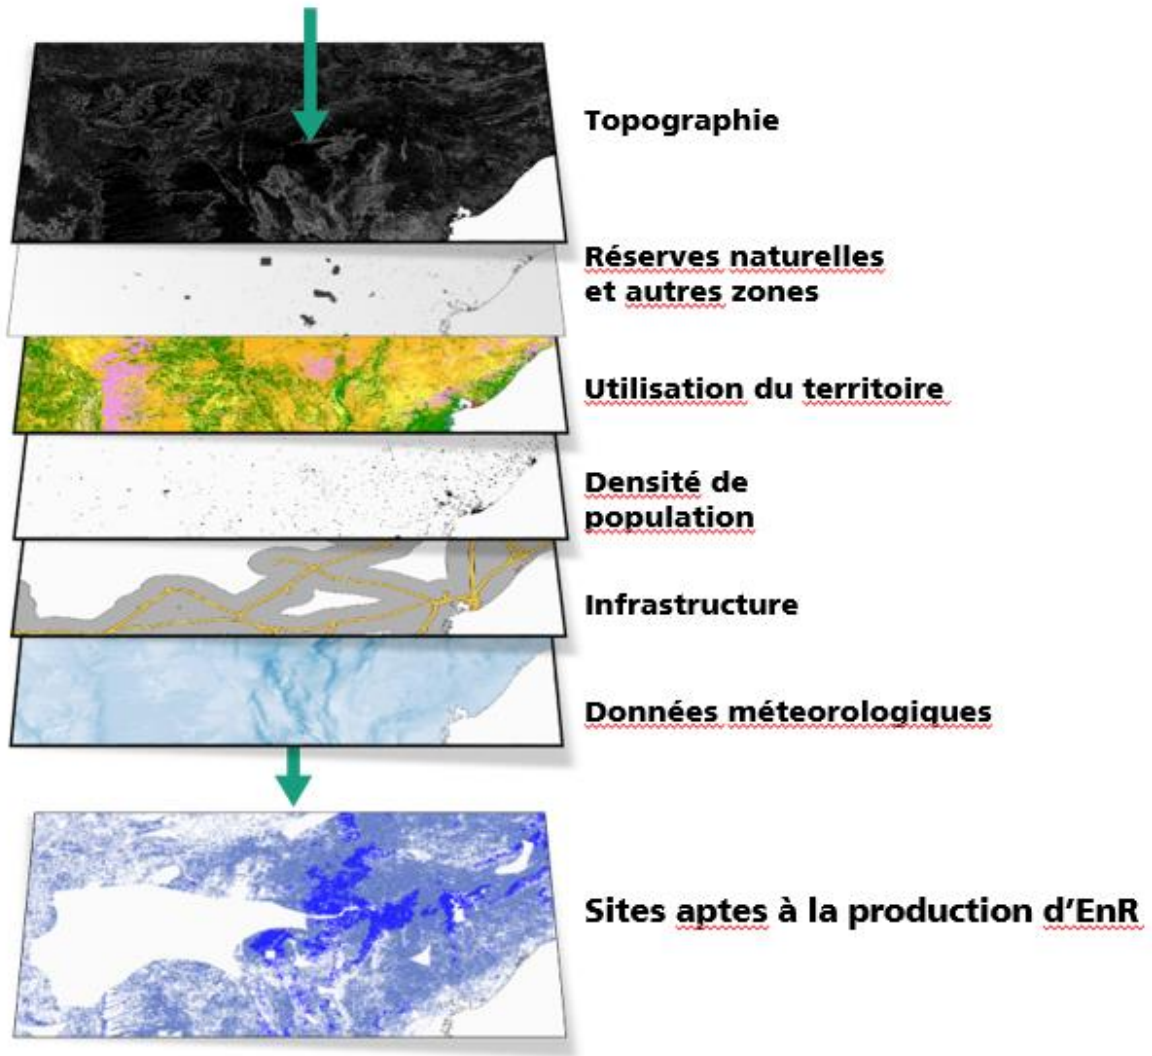 Topographie
Réserves naturelles
et autres zones
Utilisation du territoire
Densité de
population
Infrastructure
Données méteorologiques
Sites aptes à la production d'EnR